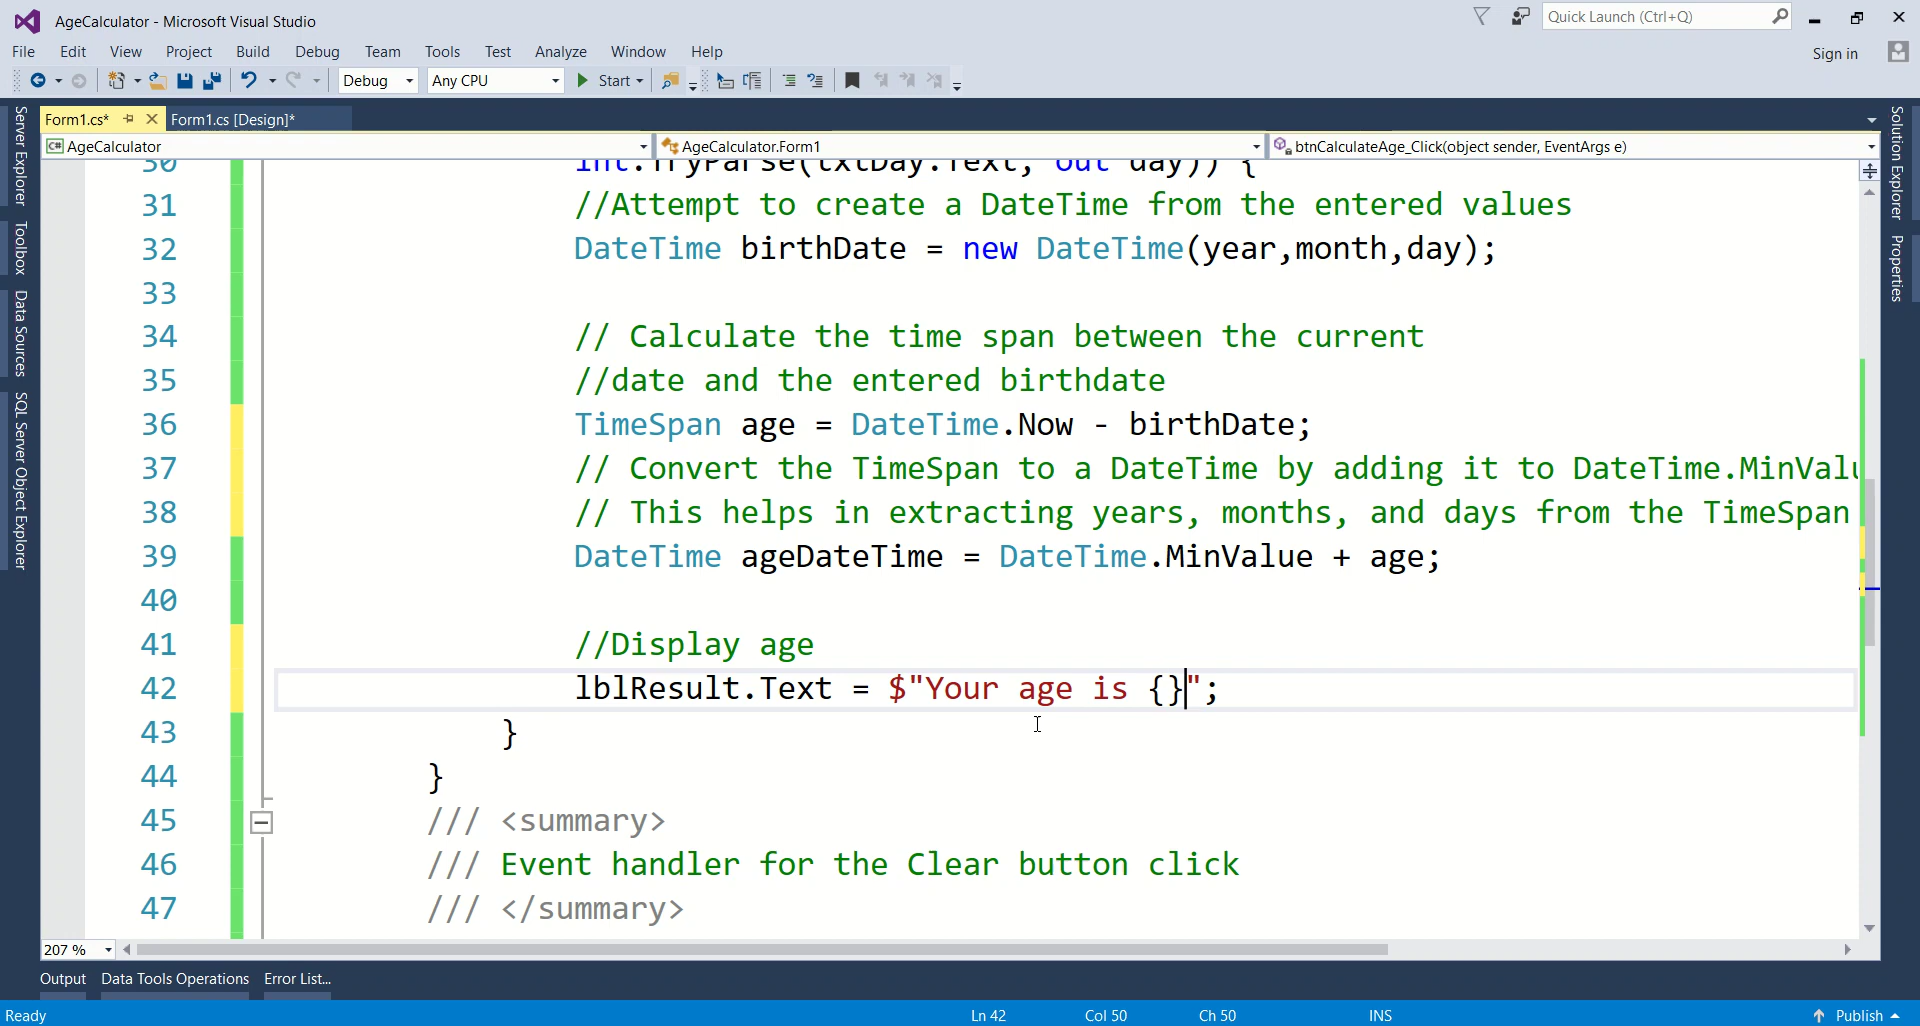 AgeCalculator - Microsoft Visual Studio
Quick Launch (Ctrl+Q)
File Edit View Project Build Debug Team Tools Test Analyze Window Help
Sign in
Debug Any CPU Start
Form1.cs* Form1.cs [Design]*
C# AgeCalculator AgeCalculator.Form1 btnCalculateAge_Click(object sender, EventArgs e)
Server Explorer
Toolbox
Data Sources
SQL Server Object Explorer
Solution Explorer
Properties
30 int.TryParse(txtDay.Text, out day)) {
31 //Attempt to create a DateTime from the entered values
32 DateTime birthDate = new DateTime(year,month,day);
33
34 // Calculate the time span between the current
35 //date and the entered birthdate
36 TimeSpan age = DateTime.Now - birthDate;
37 // Convert the TimeSpan to a DateTime by adding it to DateTime.MinValu
38 // This helps in extracting years, months, and days from the TimeSpan
39 DateTime ageDateTime = DateTime.MinValue + age;
40
41 //Display age
42 lblResult.Text = $"Your age is {}";
43 }
44 }
45 /// <summary>
46 /// Event handler for the Clear button click
47 /// </summary>
207 %
Output Data Tools Operations Error List...
Ready Ln 42 Col 50 Ch 50 INS Publish